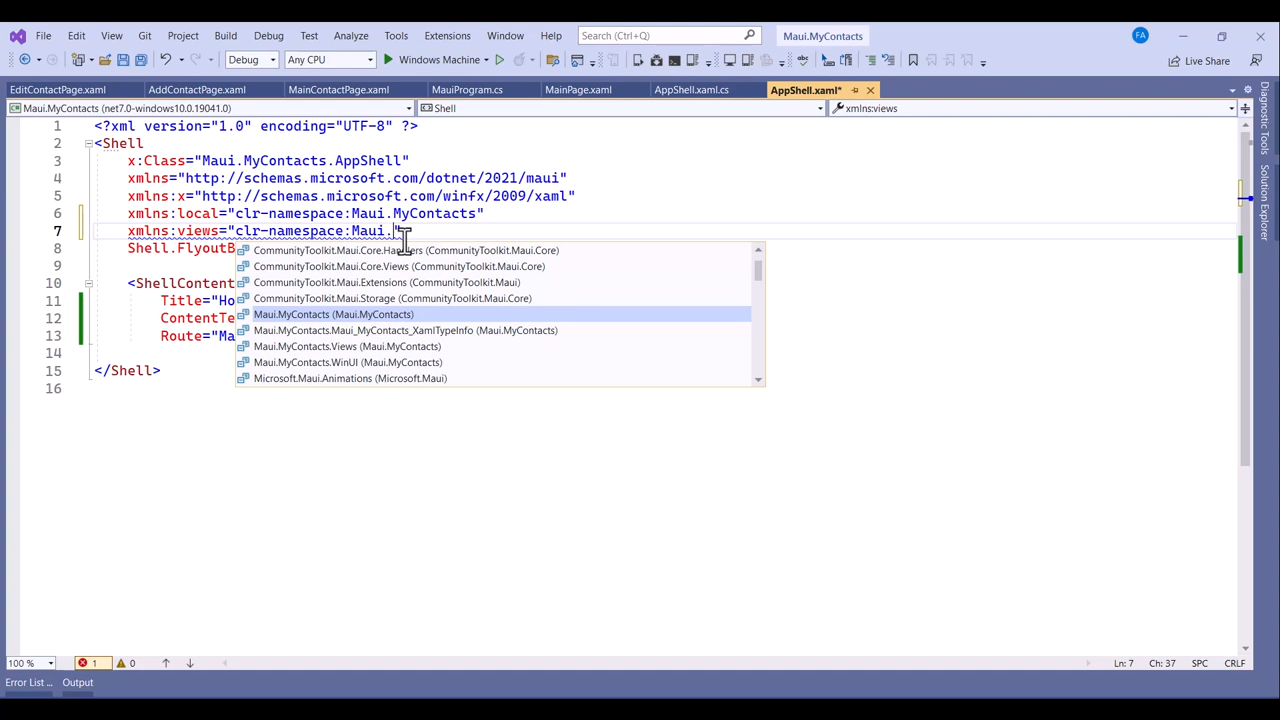 File Edit View Git Project Build Debug Test Analyze Tools Extensions Window Help Search (Ctrl+Q) Maui.MyContacts FA
Debug Any CPU Windows Machine Live Share
EditContactPage.xaml AddContactPage.xaml MainContactPage.xaml MauiProgram.cs MainPage.xaml AppShell.xaml.cs AppShell.xaml*
Maui.MyContacts (net7.0-windows10.0.19041.0) Shell xmlns:views
1 <?xml version="1.0" encoding="UTF-8" ?>
2 <Shell
3 x:Class="Maui.MyContacts.AppShell"
4 xmlns="http://schemas.microsoft.com/dotnet/2021/maui"
5 xmlns:x="http://schemas.microsoft.com/winfx/2009/xaml"
6 xmlns:local="clr-namespace:Maui.MyContacts"
7 xmlns:views="clr-namespace:Maui."
8 Shell.FlyoutB
CommunityToolkit.Maui.Core.Handlers (CommunityToolkit.Maui.Core)
9 CommunityToolkit.Maui.Core.Views (CommunityToolkit.Maui.Core)
10 <ShellContent CommunityToolkit.Maui.Extensions (CommunityToolkit.Maui)
11 Title="Ho CommunityToolkit.Maui.Storage (CommunityToolkit.Maui.Core)
12 ContentTe Maui.MyContacts (Maui.MyContacts)
13 Route="Ma Maui.MyContacts.Maui_MyContacts_XamlTypeInfo (Maui.MyContacts)
14 Maui.MyContacts.Views (Maui.MyContacts)
15 </Shell> Maui.MyContacts.WinUI (Maui.MyContacts)
16 Microsoft.Maui.Animations (Microsoft.Maui)
Diagnostic Tools
Solution Explorer
100 % 1 0 Ln: 7 Ch: 37 SPC CRLF
Error List ... Output